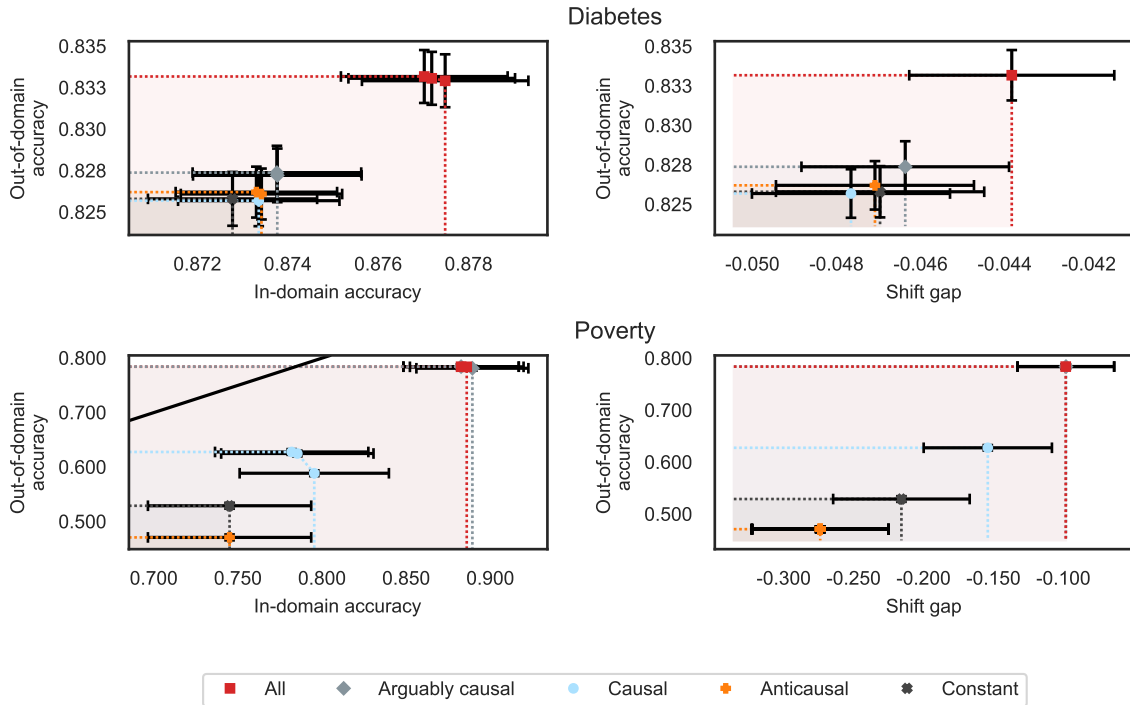 Diabetes
0.835
0.833
0.830
0.828
0.825
Out-of-domain
accuracy
0.872
0.874
0.876
0.878
In-domain accuracy
0.835
0.833
0.830
0.828
0.825
Out-of-domain
accuracy
-0.050
-0.048
-0.046
-0.044
-0.042
Shift gap
Poverty
0.800
0.700
0.600
0.500
Out-of-domain
accuracy
0.700
0.750
0.800
0.850
0.900
In-domain accuracy
0.800
0.700
0.600
0.500
Out-of-domain
accuracy
-0.300
-0.250
-0.200
-0.150
-0.100
Shift gap
All
Arguably causal
Causal
Anticausal
Constant